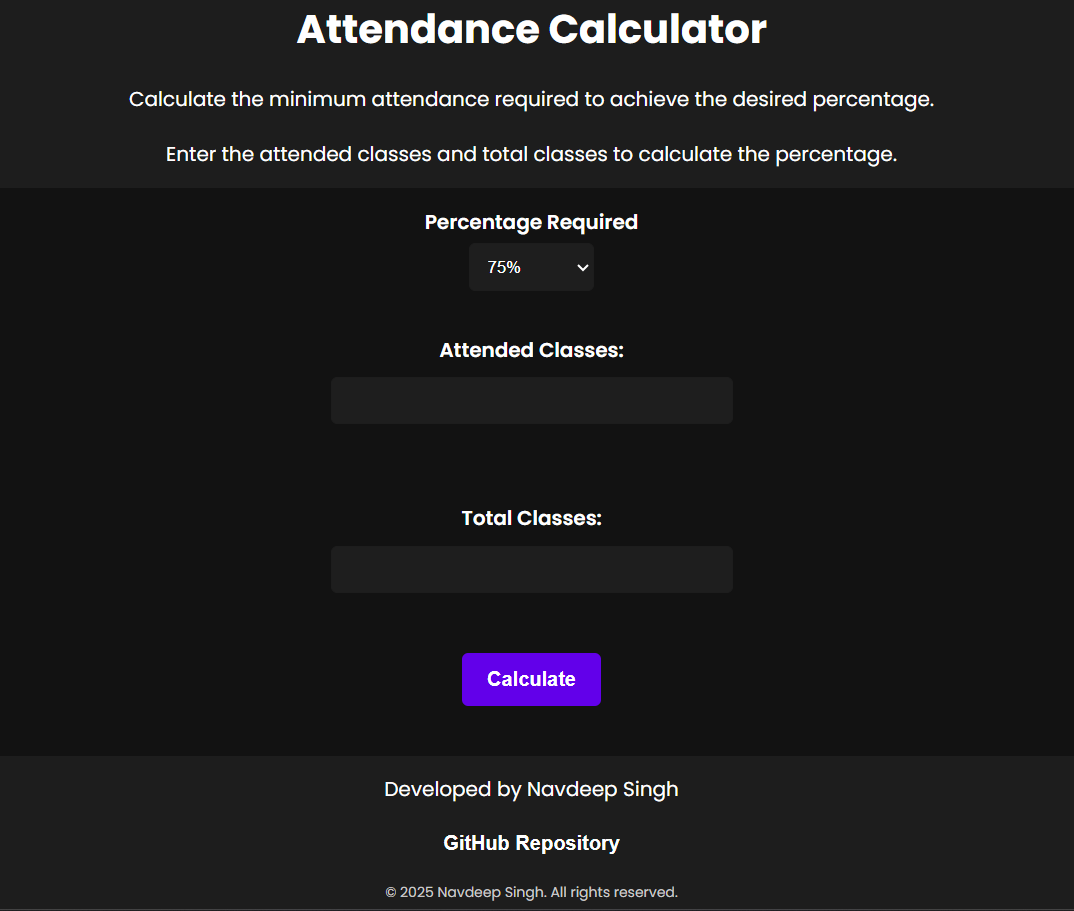 Attendance Calculator
Calculate the minimum attendance required to achieve the desired percentage.
Enter the attended classes and total classes to calculate the percentage.
Percentage Required
75%
Attended Classes:
Total Classes:
Calculate
Developed by Navdeep Singh
GitHub Repository
© 2025 Navdeep Singh. All rights reserved.